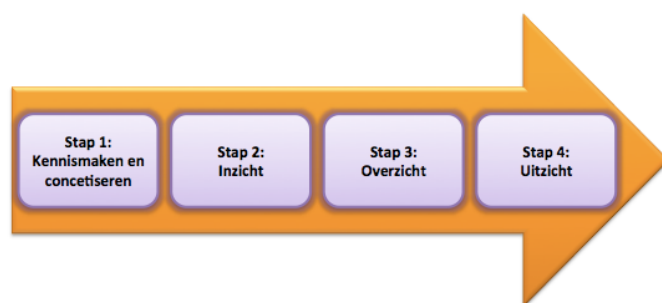 Stap 1:
Kennismaken en
concetiseren
Stap 2:
Inzicht
Stap 3:
Overzicht
Stap 4:
Uitzicht